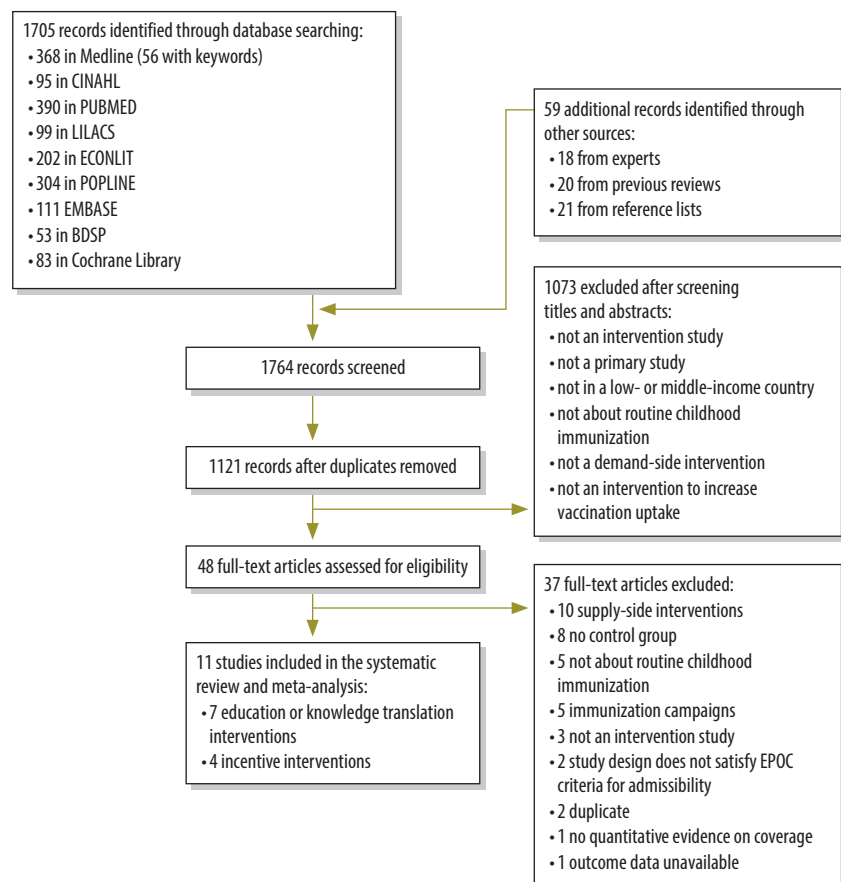 1705 records identified through database searching:
• 368 in Medline (56 with keywords)
• 95 in CINAHL
• 390 in PUBMED
• 99 in LILACS
• 202 in ECONLIT
• 304 in POPLINE
• 111 EMBASE
• 53 in BDSP
• 83 in Cochrane Library
59 additional records identified through
other sources:
• 18 from experts
• 20 from previous reviews
• 21 from reference lists
1764 records screened
1121 records after duplicates removed
1073 excluded after screening
titles and abstracts:
• not an intervention study
• not a primary study
• not in a low- or middle-income country
• not about routine childhood
immunization
• not a demand-side intervention
• not an intervention to increase
vaccination uptake
48 full-text articles assessed for eligibility
37 full-text articles excluded:
• 10 supply-side interventions
• 8 no control group
• 5 not about routine childhood
immunization
• 5 immunization campaigns
• 3 not an intervention study
• 2 study design does not satisfy EPOC
criteria for admissibility
• 2 duplicate
• 1 no quantitative evidence on coverage
• 1 outcome data unavailable
11 studies included in the systematic
review and meta-analysis:
• 7 education or knowledge translation
interventions
• 4 incentive interventions